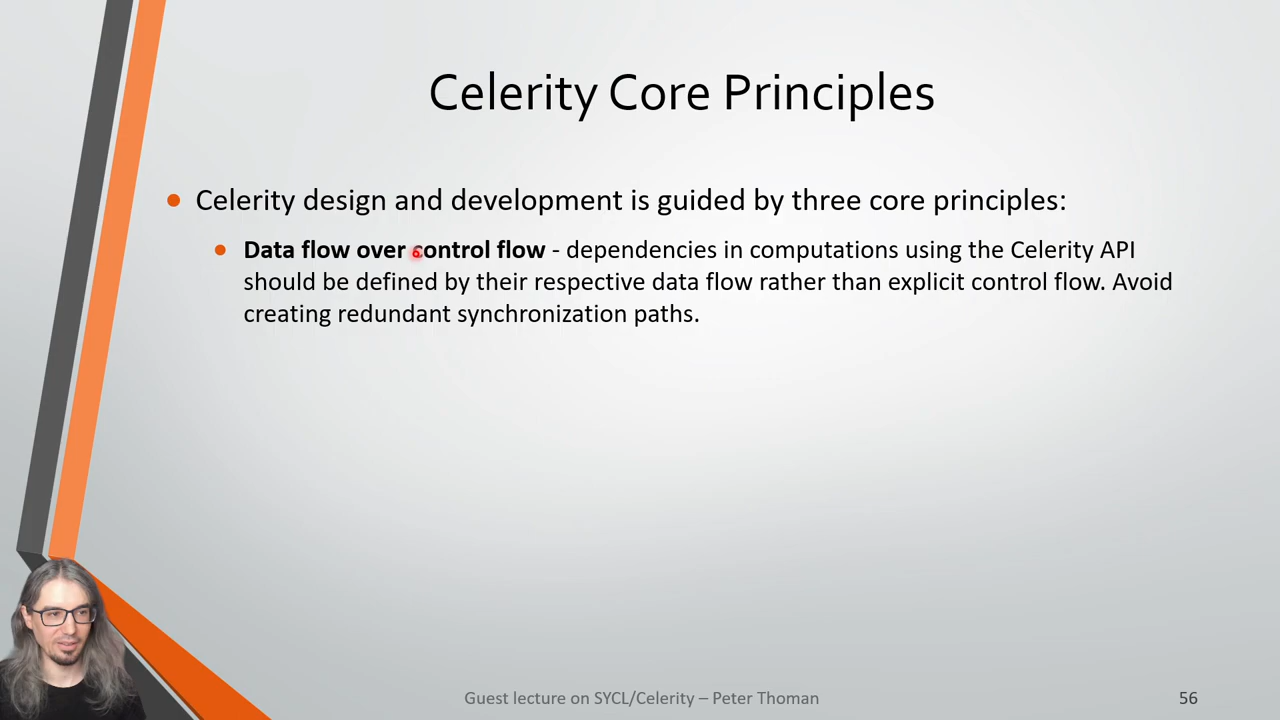 Celerity Core Principles
Celerity design and development is guided by three core principles:
Data flow over control flow - dependencies in computations using the Celerity API
should be defined by their respective data flow rather than explicit control flow. Avoid
creating redundant synchronization paths.
Guest lecture on SYCL/Celerity – Peter Thoman
56